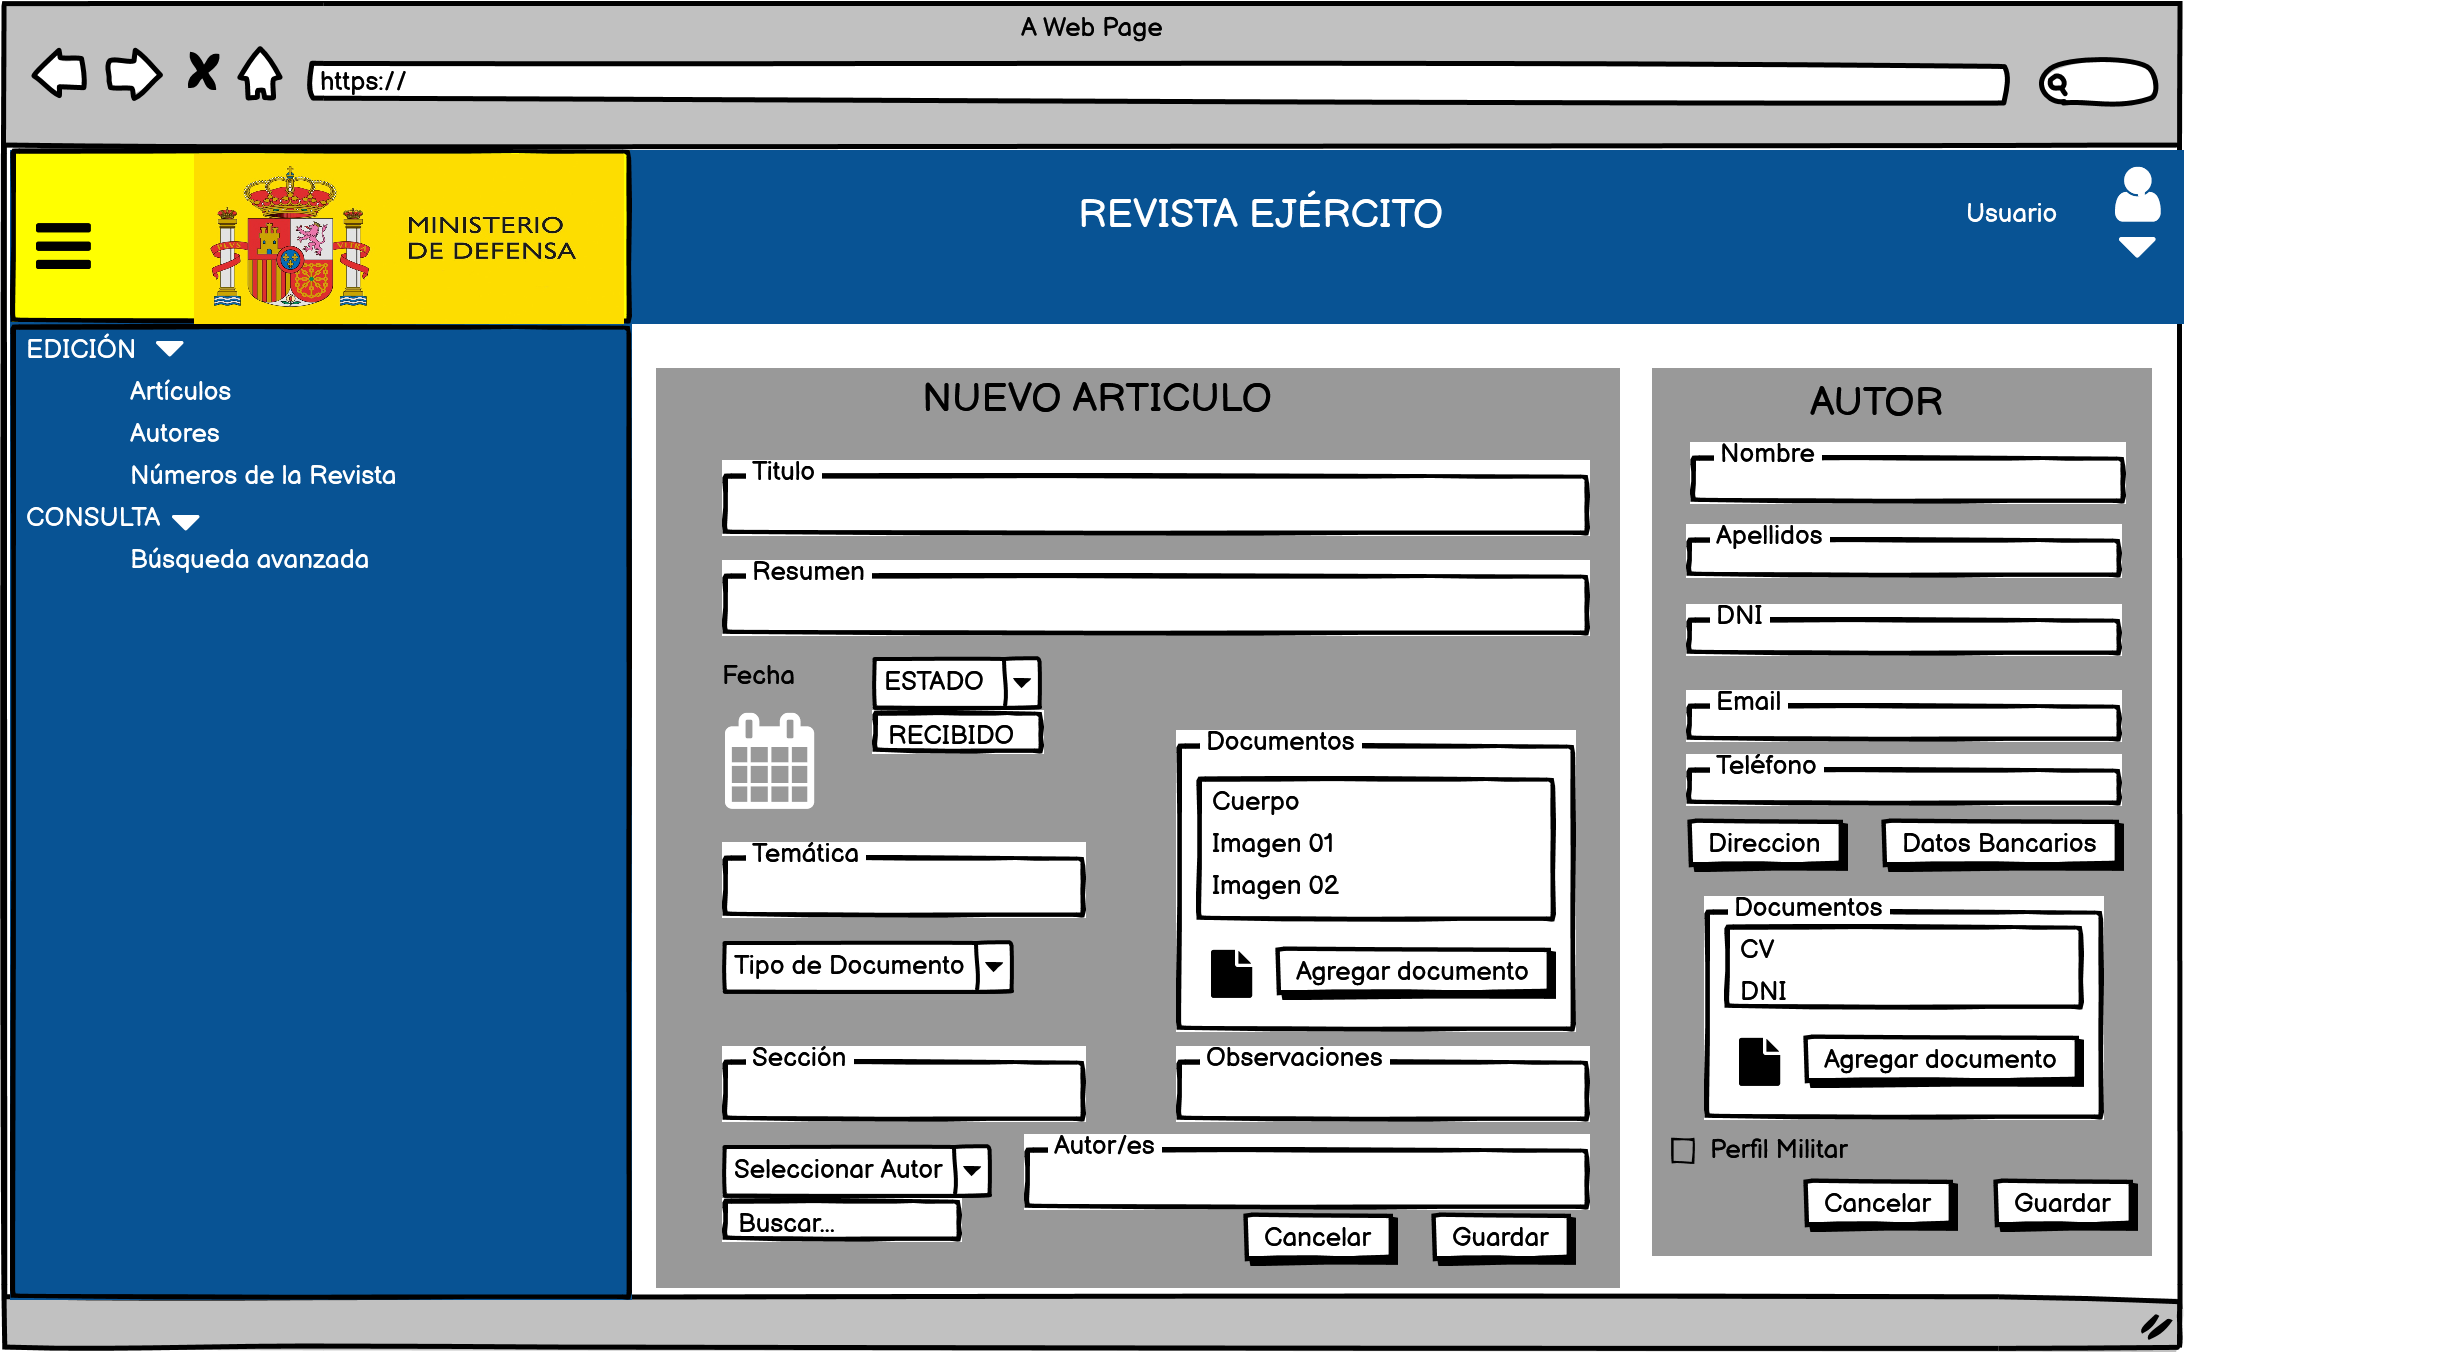 A Web Page
https://
MINISTERIO
DE DEFENSA
REVISTA EJÉRCITO
Usuario
EDICIÓN
Artículos
Autores
Números de la Revista
CONSULTA
Búsqueda avanzada
NUEVO ARTICULO
Titulo
Resumen
Fecha
ESTADO
RECIBIDO
Temática
Tipo de Documento
Documentos
Cuerpo
Imagen 01
Imagen 02
Agregar documento
Sección
Observaciones
Seleccionar Autor
Buscar...
Autor/es
Cancelar
Guardar
AUTOR
Nombre
Apellidos
DNI
Email
Teléfono
Direccion
Datos Bancarios
Documentos
CV
DNI
Agregar documento
Perfil Militar
Cancelar
Guardar